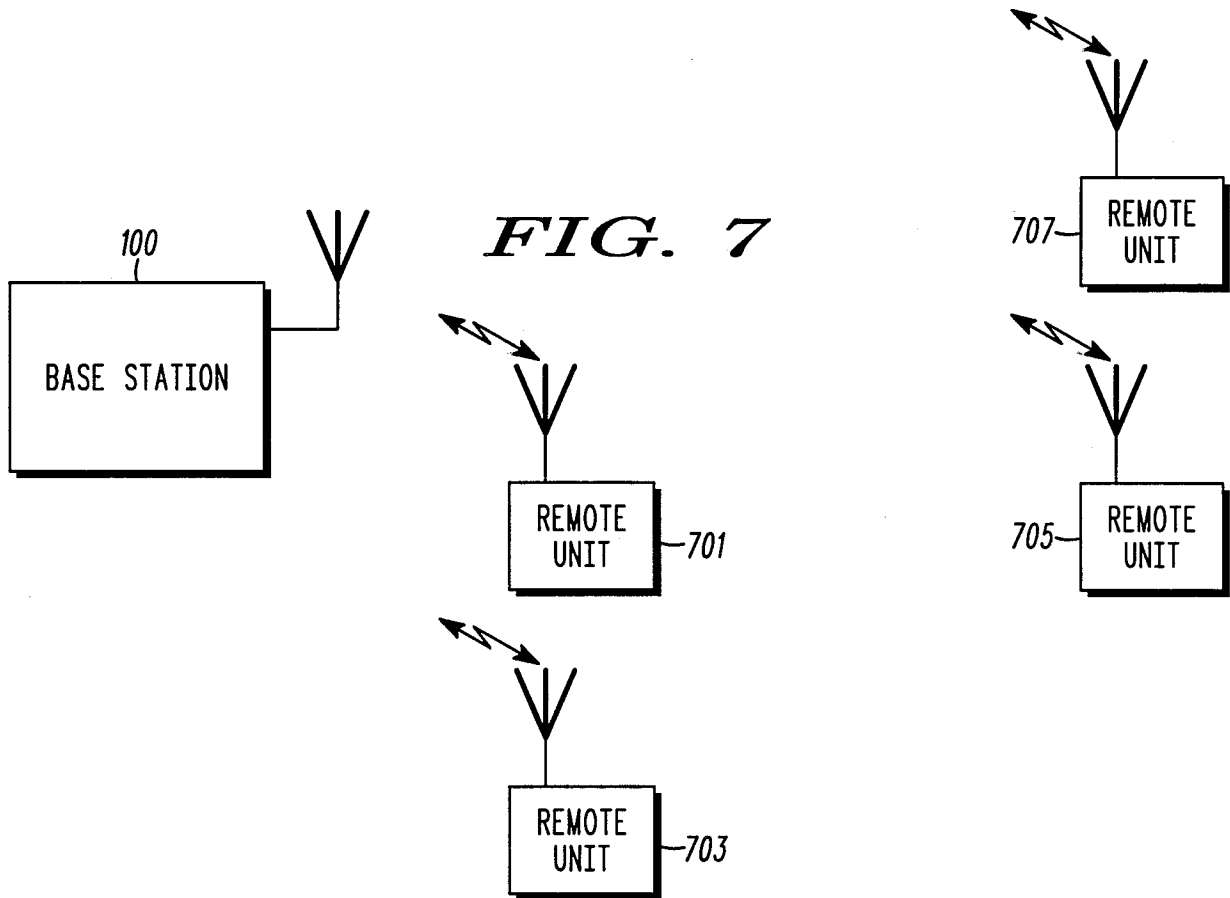 100
BASE STATION
FIG. 7
707
REMOTE
UNIT
REMOTE
UNIT
701
705
REMOTE
UNIT
REMOTE
UNIT
703